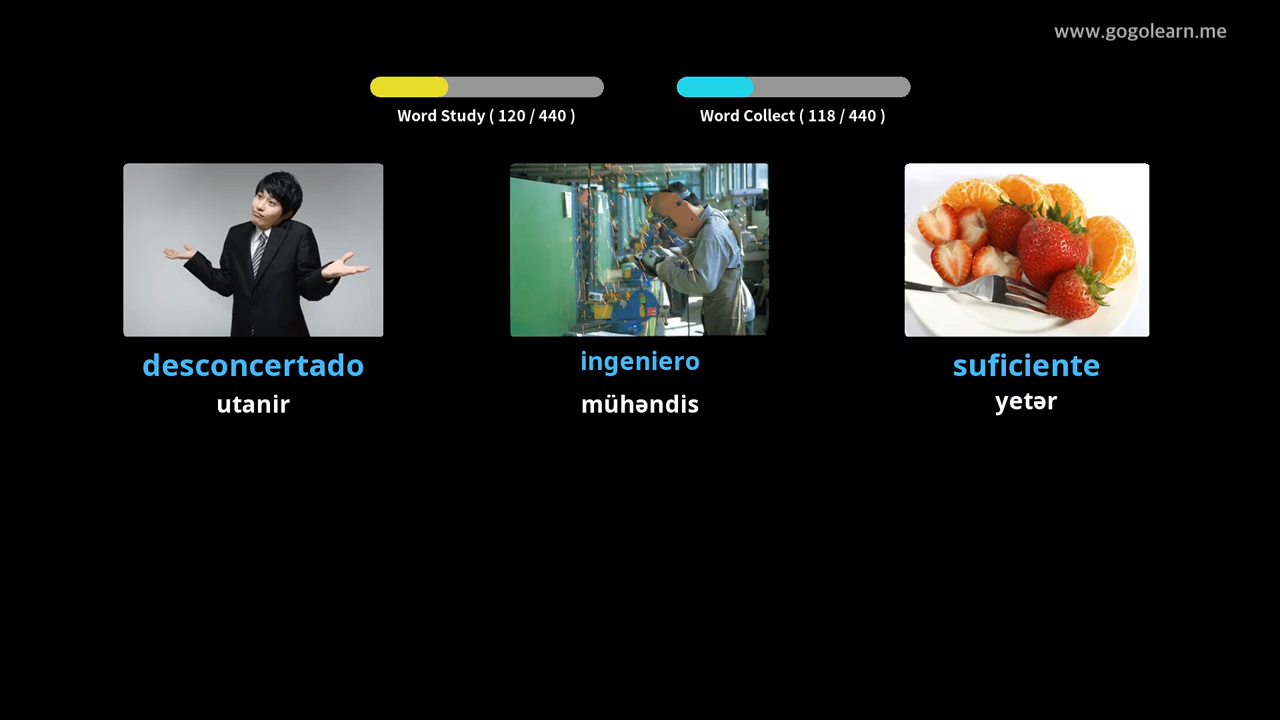 www.gogolearn.me
Word Study ( 120 / 440 )
Word Collect ( 118 / 440 )
desconcertado
utanir
ingeniero
mühəndis
suficiente
yetər